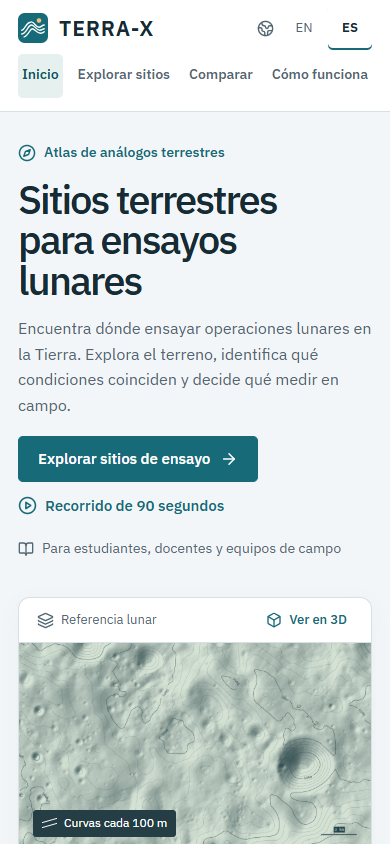 TERRA-X
EN
ES
Inicio
Explorar sitios
Comparar
Cómo funciona
Atlas de análogos terrestres
Sitios terrestres
para ensayos
lunares
Encuentra dónde ensayar operaciones lunares en
la Tierra. Explora el terreno, identifica qué
condiciones coinciden y decide qué medir en
campo.
Explorar sitios de ensayo
Recorrido de 90 segundos
Para estudiantes, docentes y equipos de campo
Referencia lunar
Ver en 3D
Curvas cada 100 m